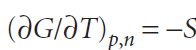 (∂G/∂T)p,n = −S